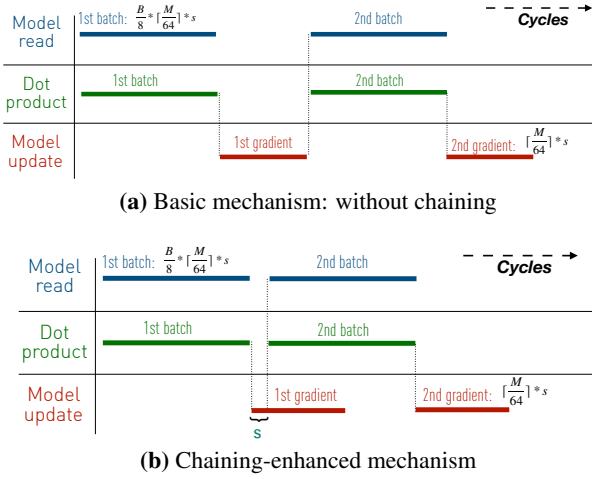 Model read
1st batch: B/8 * ⌈M/64⌉ * s
2nd batch
Cycles
Dot product
1st batch
2nd batch
Model update
1st gradient
2nd gradient: ⌈M/64⌉ * s
(a) Basic mechanism: without chaining
Model read
1st batch: B/8 * ⌈M/64⌉ * s
2nd batch
Cycles
Dot product
1st batch
2nd batch
Model update
1st gradient
2nd gradient: ⌈M/64⌉ * s
s
(b) Chaining-enhanced mechanism